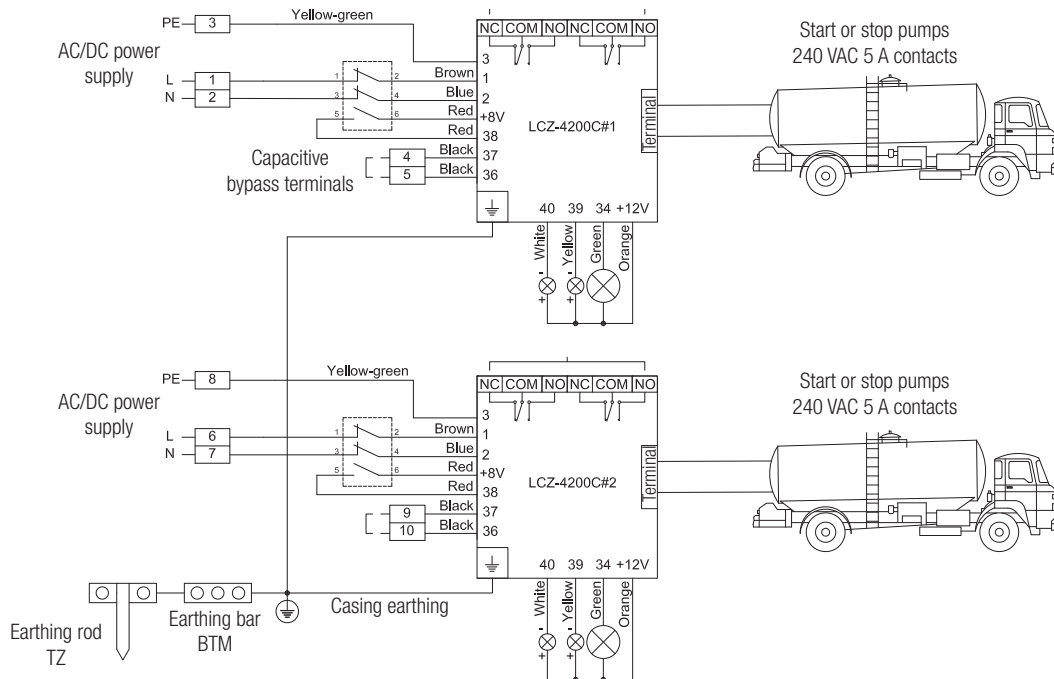 NC COM NO NC COM NO
PE 3 Yellow-green 3
AC/DC power
supply
L 1 1 2 Brown 1
N 2 3 4 Blue 2
5 6 Red +8V
Red 38
Capacitive
bypass terminals
4 Black 37
5 Black 36
LCZ-4200C#1
Terminal
Start or stop pumps
240 VAC 5 A contacts
40 39 34 +12V
White Yellow Green Orange
- -
+ +
NC COM NO NC COM NO
PE 8 Yellow-green 3
AC/DC power
supply
L 6 1 2 Brown 1
N 7 3 4 Blue 2
5 6 Red +8V
Red 38
9 Black 37
10 Black 36
LCZ-4200C#2
Terminal
Start or stop pumps
240 VAC 5 A contacts
40 39 34 +12V
White Yellow Green Orange
- -
+ +
Earthing rod
TZ
Earthing bar
BTM
Casing earthing